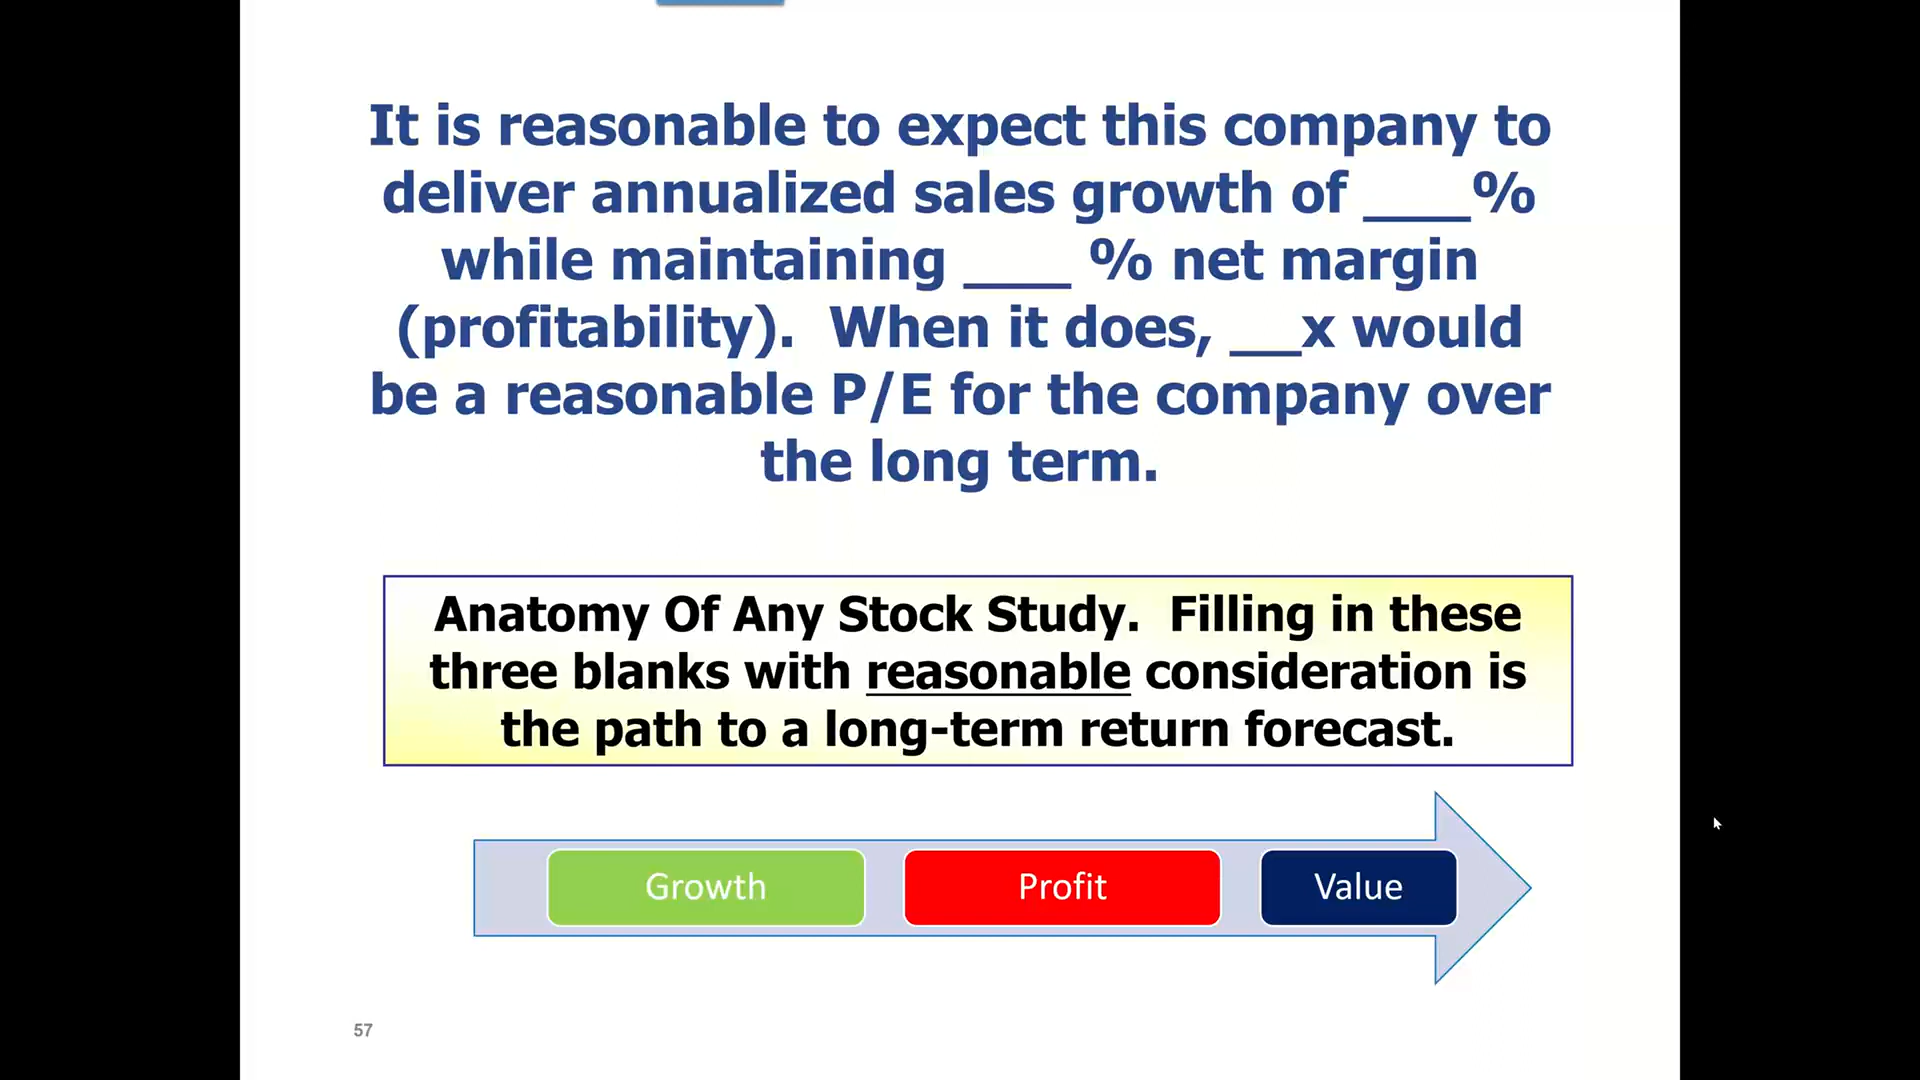 It is reasonable to expect this company to
deliver annualized sales growth of ___%
while maintaining ___ % net margin
(profitability).  When it does, __x would
be a reasonable P/E for the company over
the long term.
Anatomy Of Any Stock Study.  Filling in these
three blanks with reasonable consideration is
the path to a long-term return forecast.
Growth
Profit
Value
57